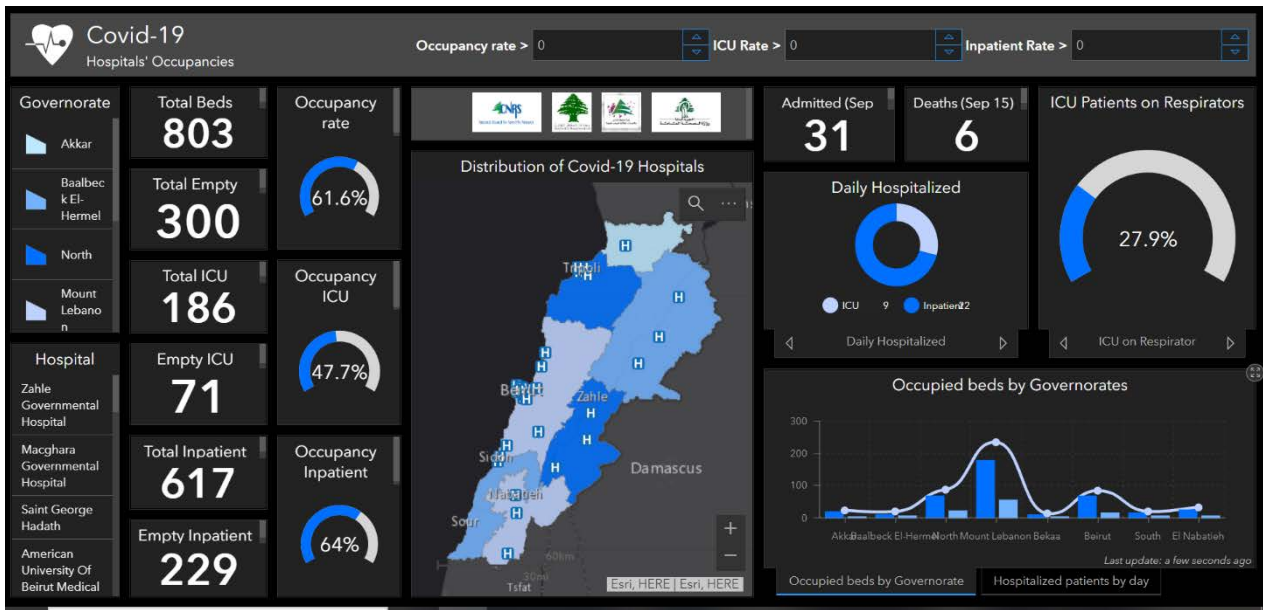 Covid-19
Hospitals' Occupancies
Occupancy rate > 0
ICU Rate > 0
Inpatient Rate > 0
Governorate
Akkar
Baalbec
k El-
Hermel
North
Mount
Lebano
n
Hospital
Zahle
Governmental
Hospital
Macghara
Governmental
Hospital
Saint George
Hadath
American
University Of
Beirut Medical
Total Beds
803
Total Empty
300
Total ICU
186
Empty ICU
71
Total Inpatient
617
Empty Inpatient
229
Occupancy
rate
61.6%
Occupancy
ICU
47.7%
Occupancy
Inpatient
64%
CNRS
Distribution of Covid-19 Hospitals
H
H
H
H
H
H
H
H
H
H
H
H
H
Zahle
Damascus
Sour
60km
30mi
Tsfat
+
−
Esri, HERE | Esri, HERE
Admitted (Sep
31
Deaths (Sep 15)
6
Daily Hospitalized
ICU 9
Inpatient 22
Daily Hospitalized
ICU Patients on Respirators
27.9%
ICU on Respirator
Occupied beds by Governorates
300
200
100
0
Akkar Baalbeck El-Hermel North Mount Lebanon Bekaa Beirut South El Nabatieh
Last update: a few seconds ago
Occupied beds by Governorate
Hospitalized patients by day